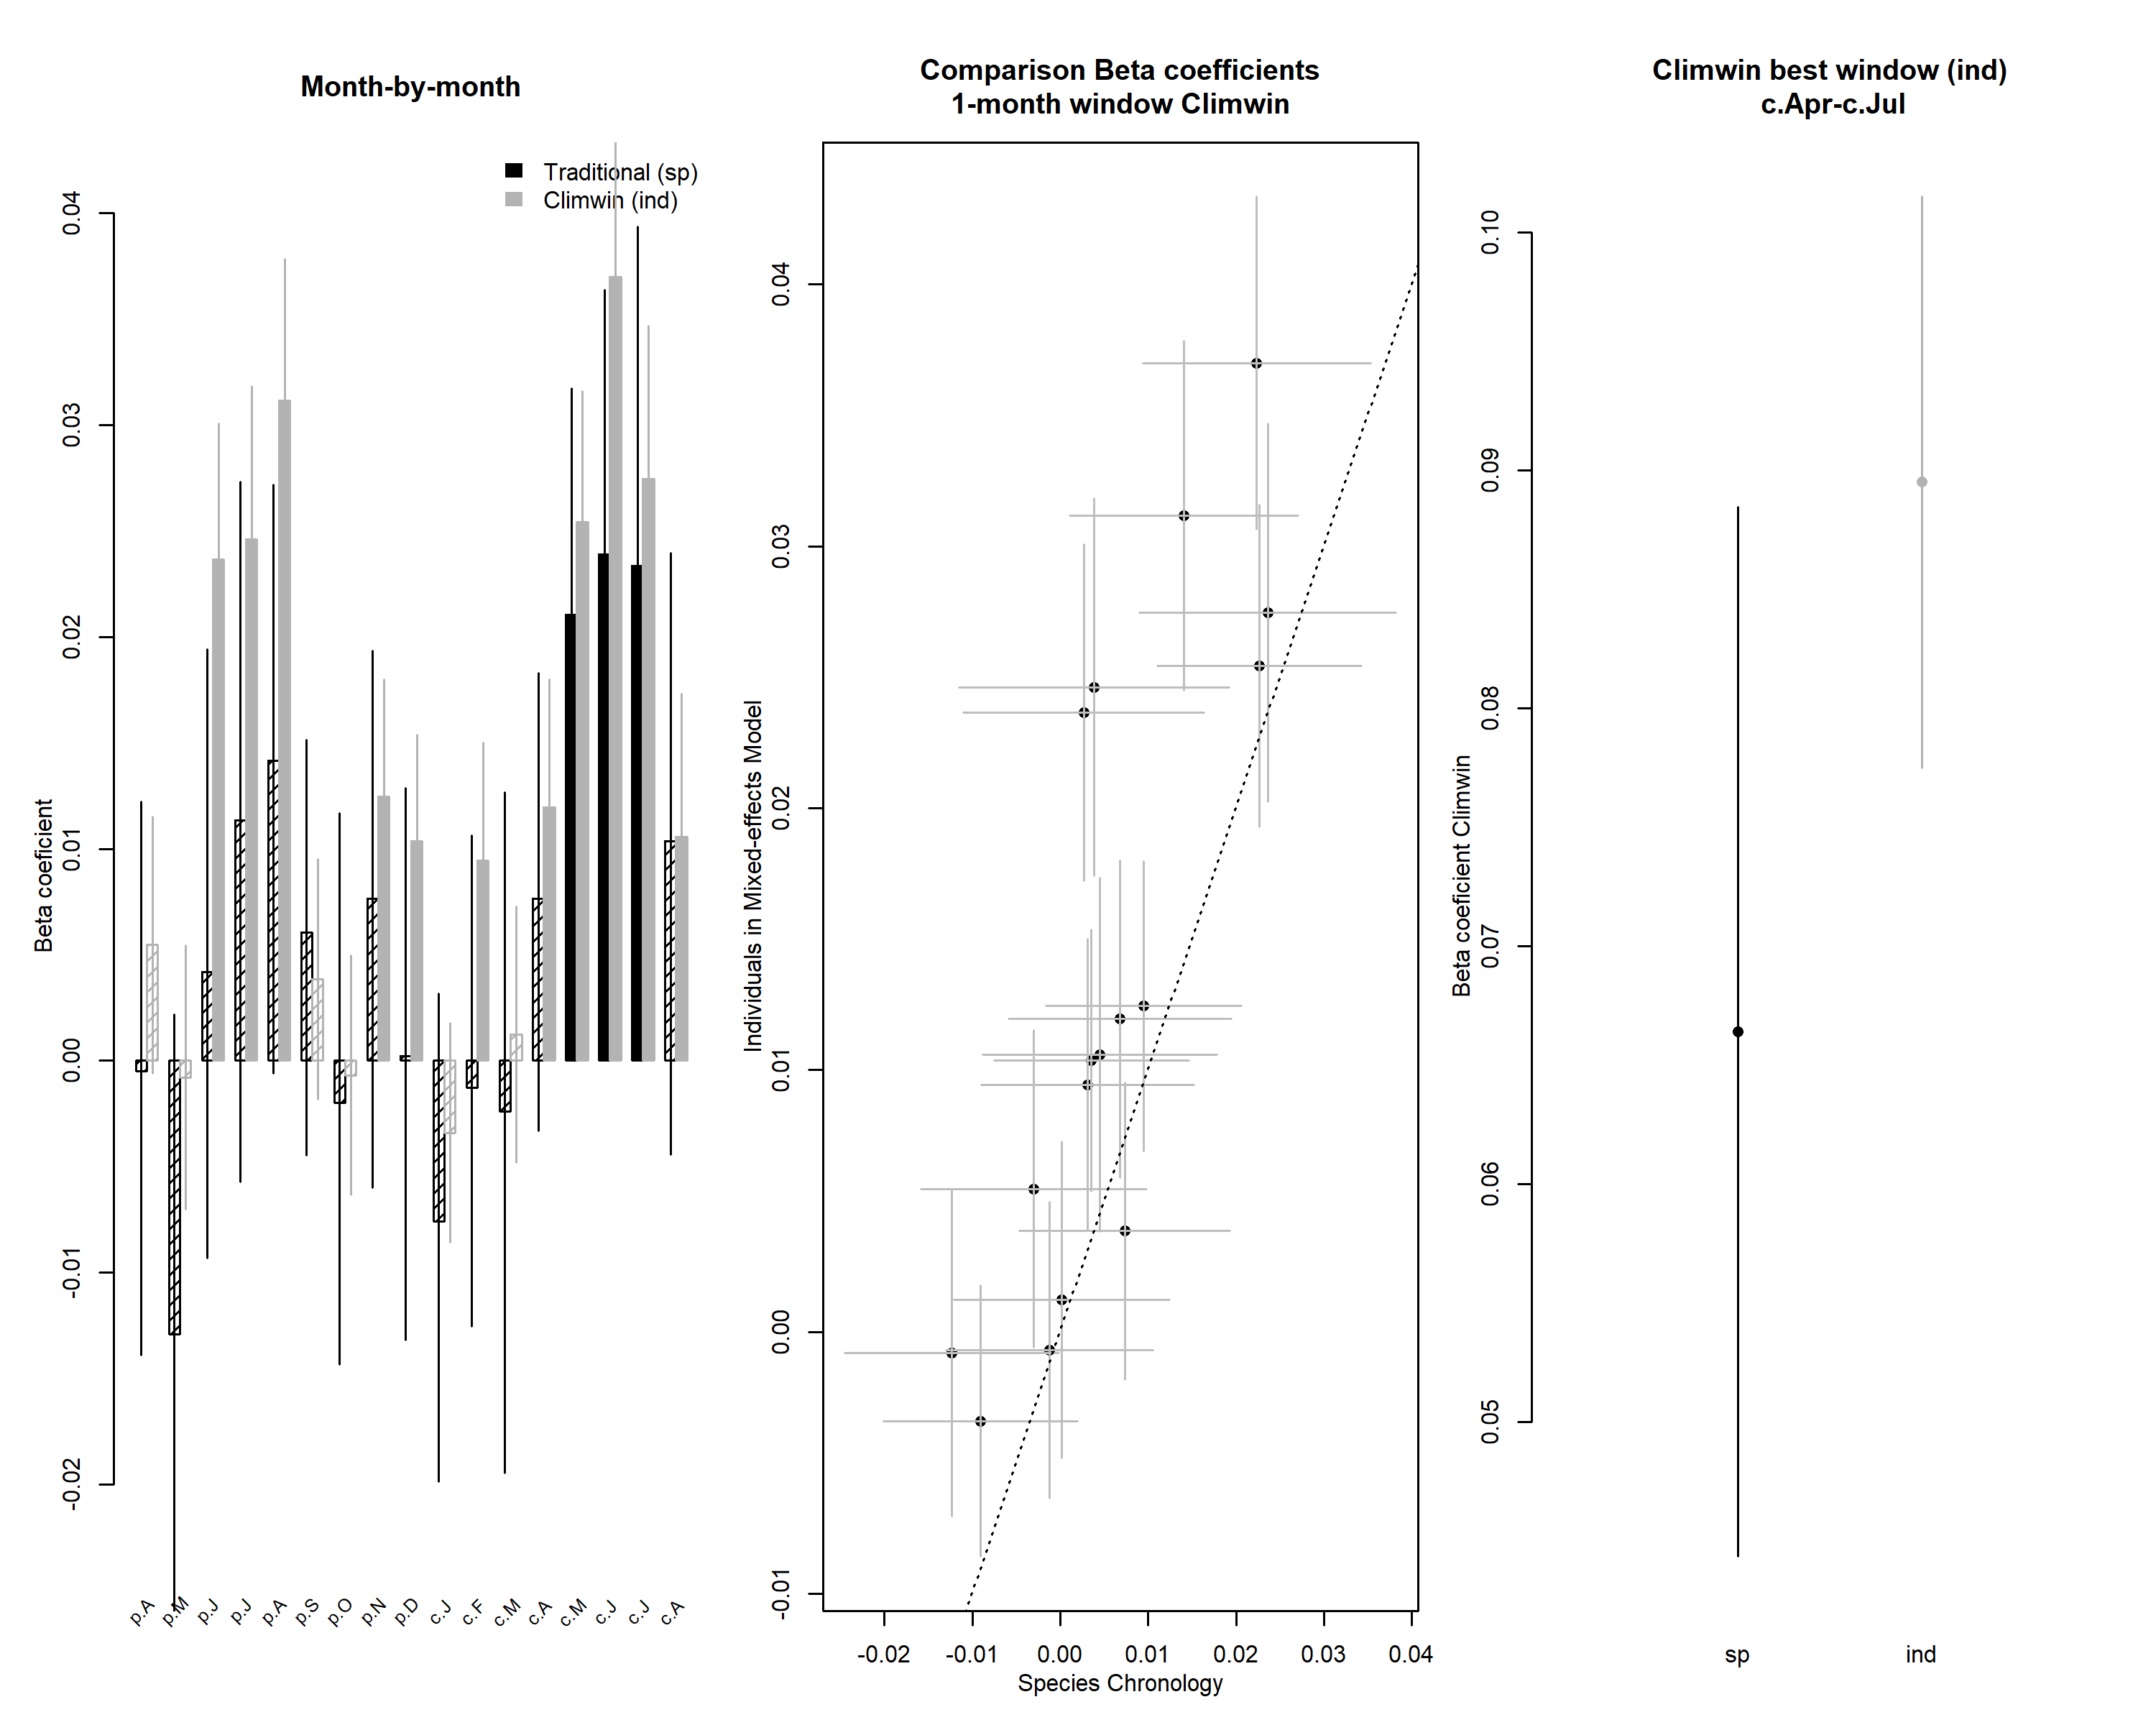 Month-by-month
Traditional (sp)
Climwin (ind)
Beta coeficient
0.04
0.03
0.02
0.01
0.00
-0.01
-0.02
p.A
p.M
p.J
p.J
p.A
p.S
p.O
p.N
p.D
c.J
c.F
c.M
c.A
c.M
c.J
c.J
c.A
Comparison Beta coefficients
1-month window Climwin
Individuals in Mixed-effects Model
0.04
0.03
0.02
0.01
0.00
-0.01
-0.02
-0.01
0.00
0.01
0.02
0.03
0.04
Species Chronology
Climwin best window (ind)
c.Apr-c.Jul
Beta coeficient Climwin
0.10
0.09
0.08
0.07
0.06
0.05
sp
ind